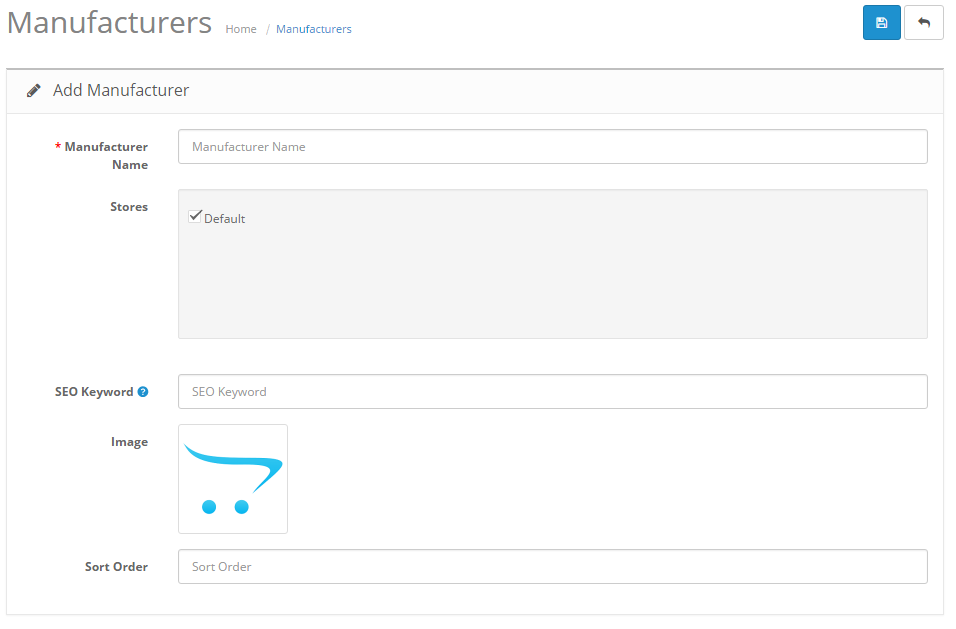 Manufacturers Home / Manufacturers
Add Manufacturer
* Manufacturer Name
Manufacturer Name
Stores
Default
SEO Keyword ?
SEO Keyword
Image
Sort Order
Sort Order